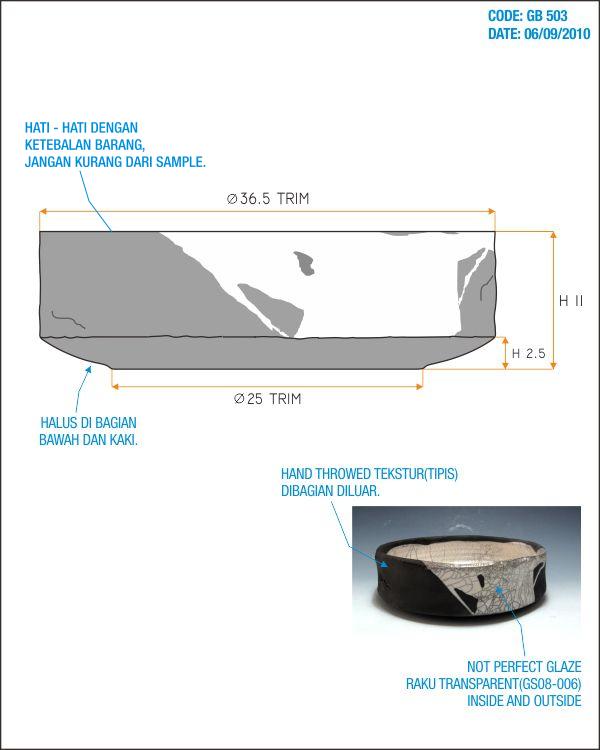 CODE: GB 503
DATE: 06/09/2010
HATI - HATI DENGAN
KETEBALAN BARANG,
JANGAN KURANG DARI SAMPLE.
Ø36.5 TRIM
H 11
H 2.5
Ø25 TRIM
HALUS DI BAGIAN
BAWAH DAN KAKI.
HAND THROWED TEKSTUR(TIPIS)
DIBAGIAN DILUAR.
NOT PERFECT GLAZE
RAKU TRANSPARENT(GS08-006)
INSIDE AND OUTSIDE